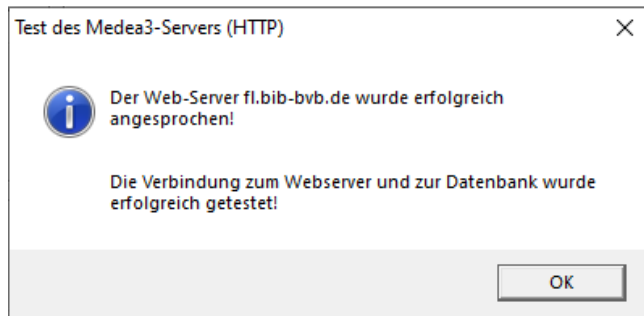 Test des Medea3-Servers (HTTP)
Der Web-Server fl.bib-bvb.de wurde erfolgreich
angesprochen!
Die Verbindung zum Webserver und zur Datenbank wurde
erfolgreich getestet!
OK